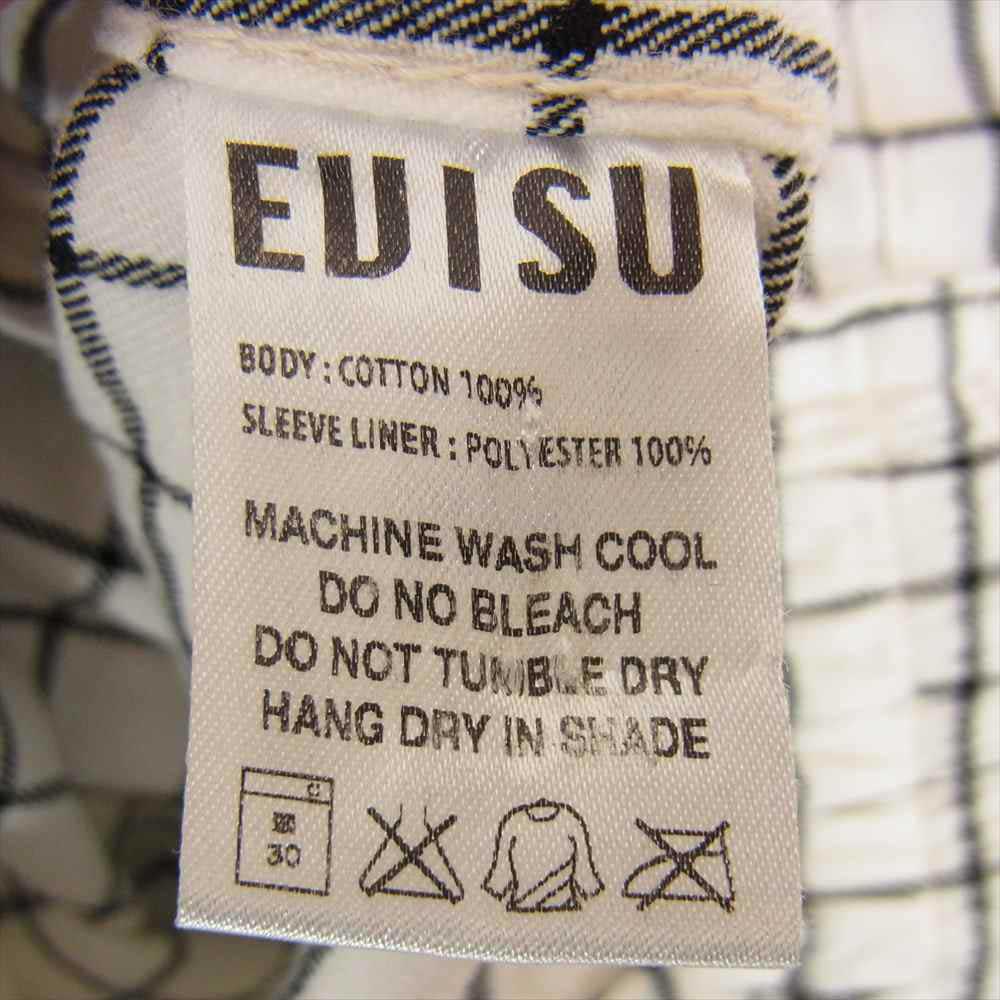 EVISU
BODY : COTTON 100%
SLEEVE LINER : POLYESTER 100%
MACHINE WASH COOL
DO NO BLEACH
DO NOT TUMBLE DRY
HANG DRY IN SHADE
C
30